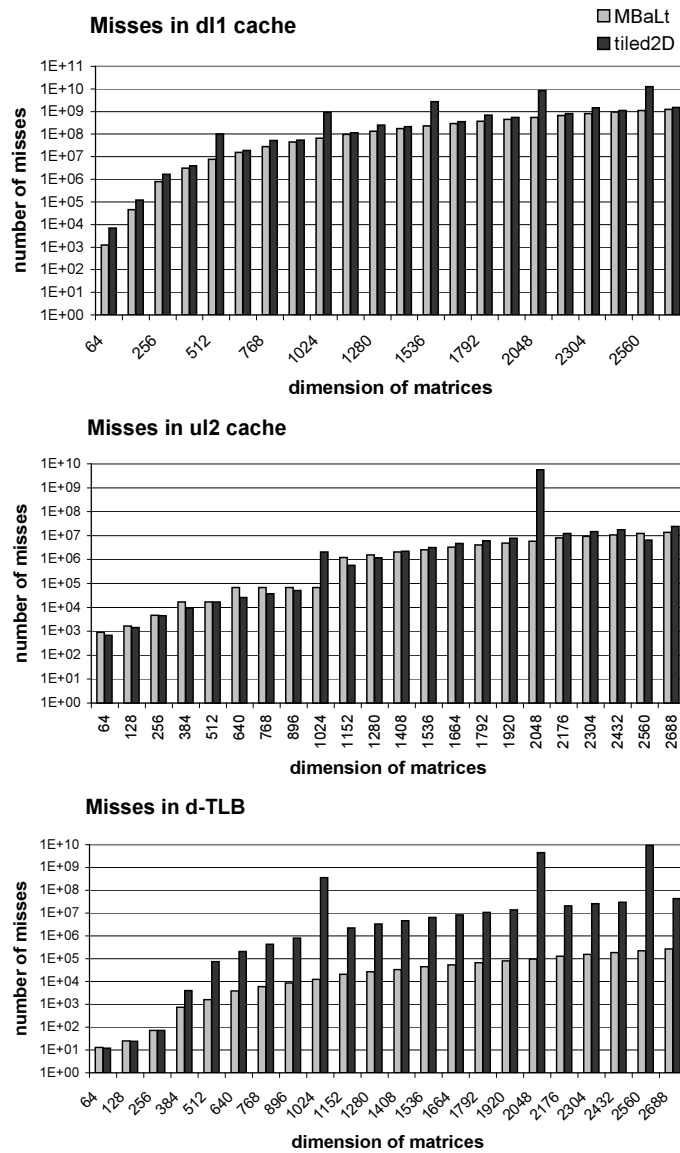 Misses in dl1 cache
MBaLt
tiled2D
1E+11
1E+10
1E+09
1E+08
1E+07
1E+06
1E+05
1E+04
1E+03
1E+02
1E+01
1E+00
number of misses
64
256
512
768
1024
1280
1536
1792
2048
2304
2560
dimension of matrices
Misses in ul2 cache
1E+10
1E+09
1E+08
1E+07
1E+06
1E+05
1E+04
1E+03
1E+02
1E+01
1E+00
number of misses
64
128
256
384
512
640
768
896
1024
1152
1280
1408
1536
1664
1792
1920
2048
2176
2304
2432
2560
2688
dimension of matrices
Misses in d-TLB
1E+10
1E+09
1E+08
1E+07
1E+06
1E+05
1E+04
1E+03
1E+02
1E+01
1E+00
number of misses
64
128
256
384
512
640
768
896
1024
1152
1280
1408
1536
1664
1792
1920
2048
2176
2304
2432
2560
2688
dimension of matrices